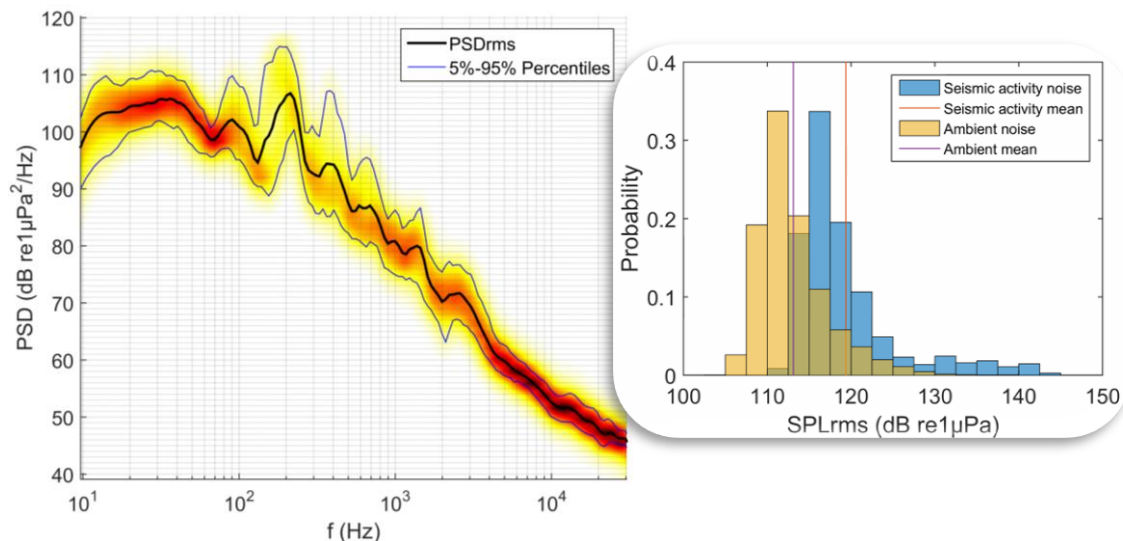 120
110
100
90
80
70
60
50
40
PSD (dB re1µPa²/Hz)
PSDrms
5%-95% Percentiles
10¹
10²
10³
10⁴
f (Hz)
0.4
0.3
0.2
0.1
0
Probability
Seismic activity noise
Seismic activity mean
Ambient noise
Ambient mean
100
110
120
130
140
150
SPLrms (dB re1µPa)